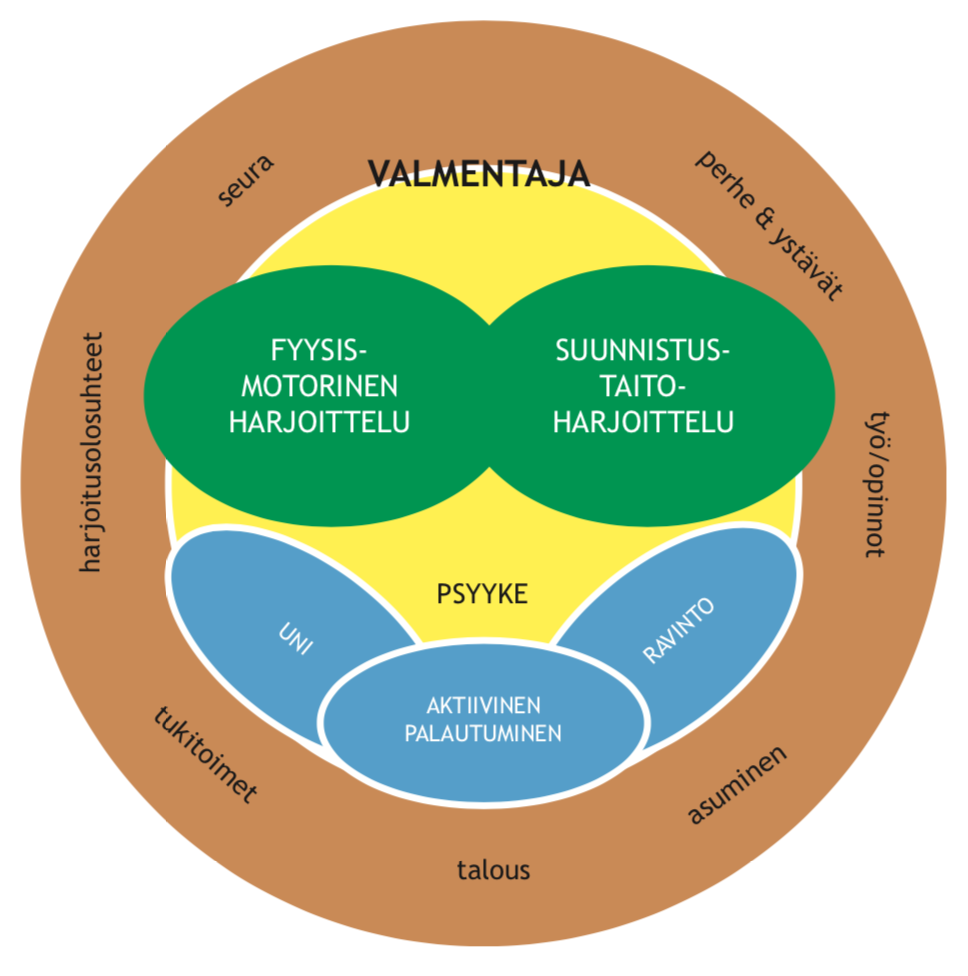 VALMENTAJA
seura
perhe & ystävät
FYYSIS-
MOTORINEN
HARJOITTELU
SUUNNISTUS-
TAITO-
HARJOITTELU
harjoitusolosuhteet
työ/opinnot
PSYYKE
UNI
RAVINTO
AKTIIVINEN
PALAUTUMINEN
tukitoimet
asuminen
talous